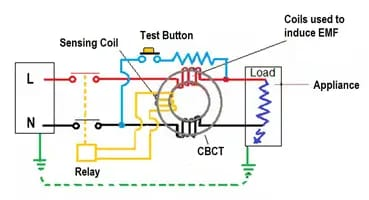 Coils used to
induce EMF
Test Button
Sensing Coil
Load
L
Appliance
N
CBCT
Relay